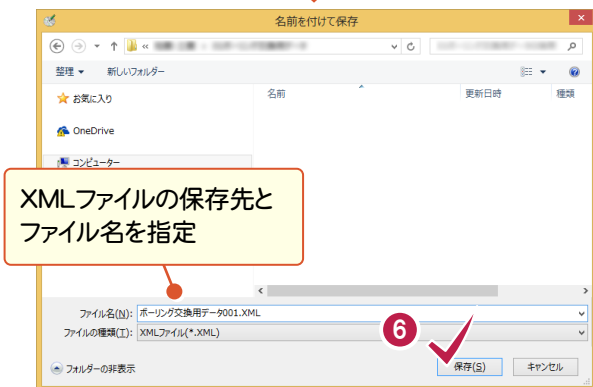 名前を付けて保存
整理 新しいフォルダー
お気に入り
名前 更新日時 種類
OneDrive
コンピューター
XMLファイルの保存先と
ファイル名を指定
ファイル名(N): ボーリング交換用データ001.XML
ファイルの種類(T): XMLファイル(*.XML)
6
フォルダーの非表示 保存(S) キャンセル